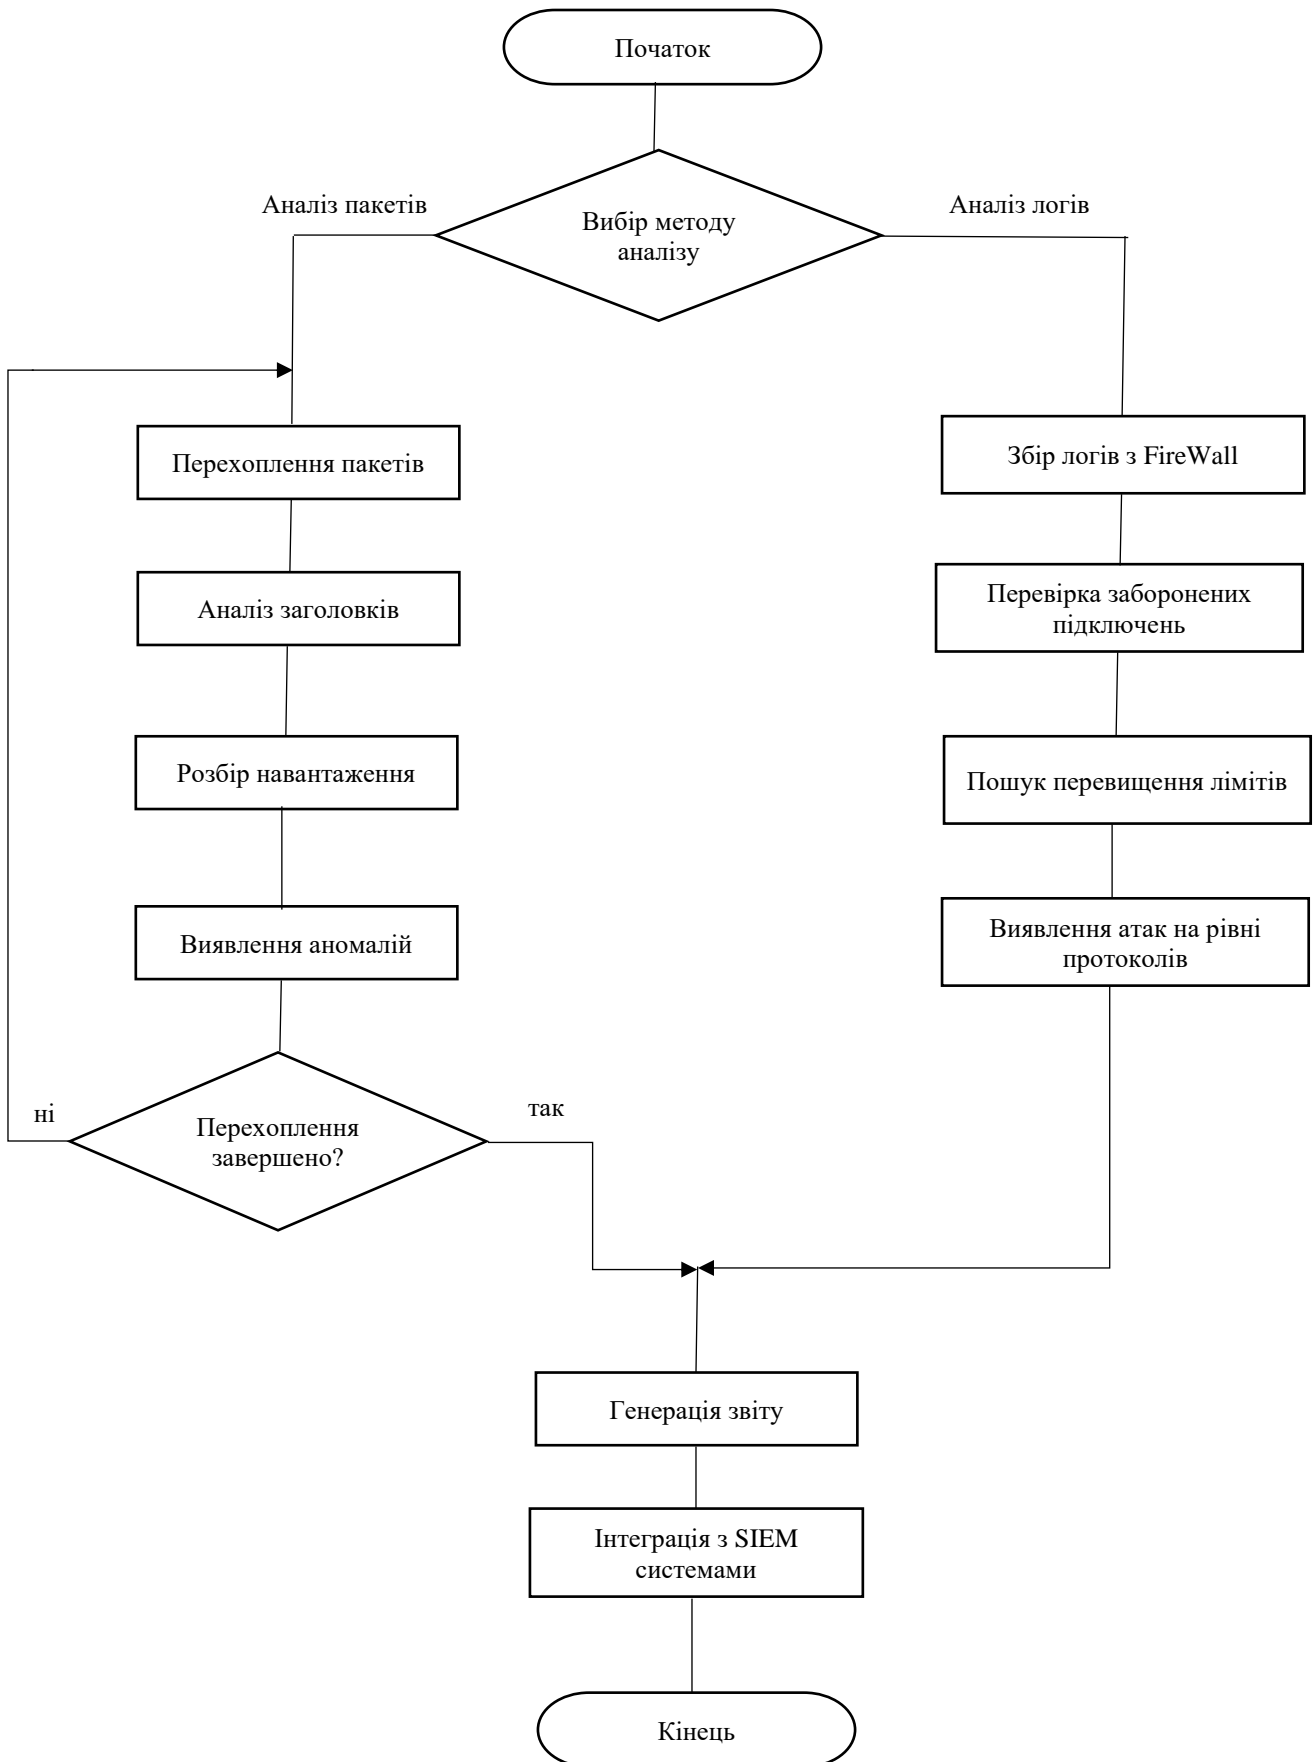 Початок
Аналіз пакетів
Аналіз логів
Вибір методу
аналізу
Перехоплення пакетів
Збір логів з FireWall
Аналіз заголовків
Перевірка заборонених
підключень
Розбір навантаження
Пошук перевищення лімітів
Виявлення аномалій
Виявлення атак на рівні
протоколів
ні
так
Перехоплення
завершено?
Генерація звіту
Інтеграція з SIEM
системами
Кінець